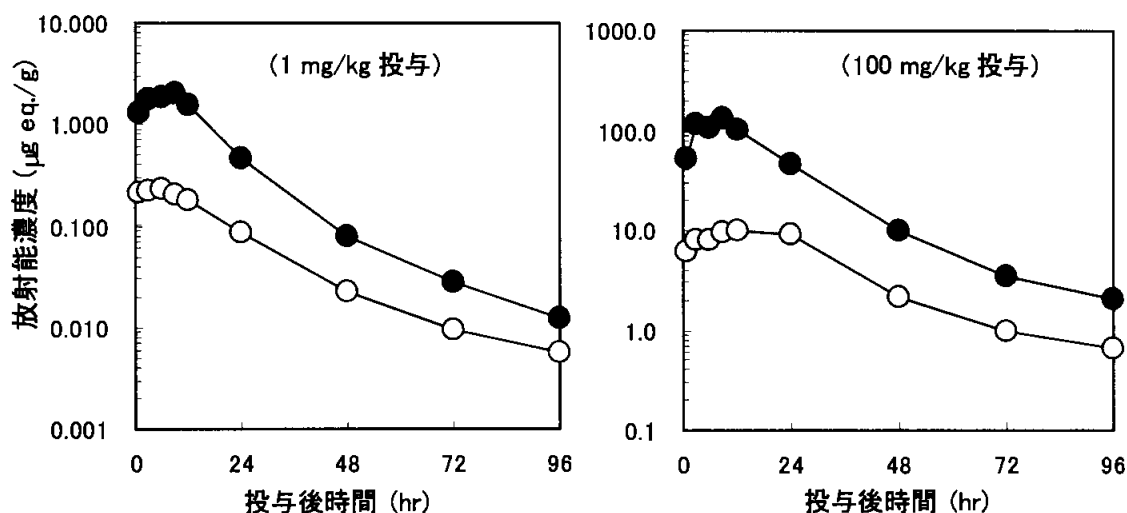 放射能濃度 (μg eq./g)
10.000
1.000
0.100
0.010
0.001
(1 mg/kg 投与)
0 24 48 72 96
投与後時間 (hr)
1000.0
100.0
10.0
1.0
0.1
(100 mg/kg 投与)
0 24 48 72 96
投与後時間 (hr)